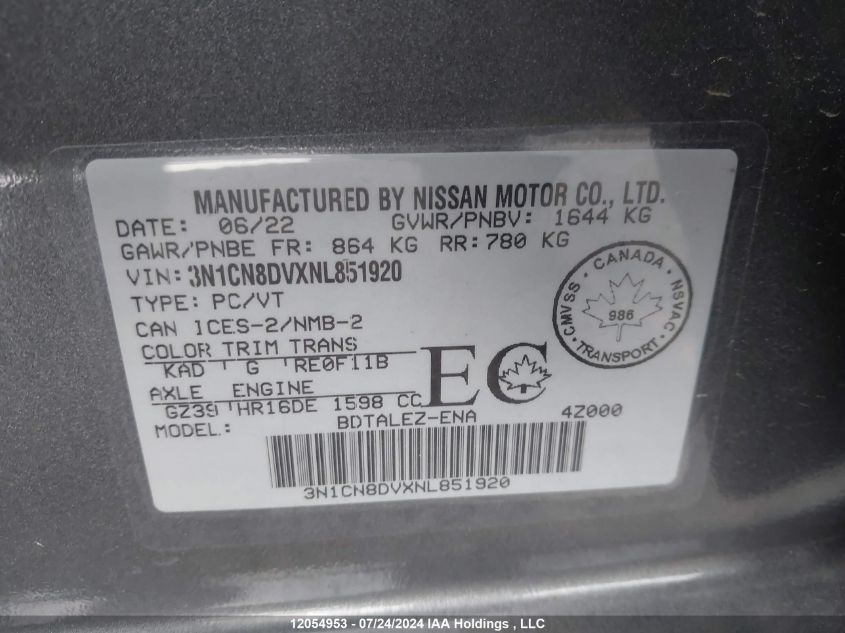 MANUFACTURED BY NISSAN MOTOR CO., LTD.
DATE: 06/22 GVWR/PNBV: 1644 KG
GAWR/PNBE FR: 864 KG RR:780 KG
VIN: 3N1CN8DVXNL851920
TYPE: PC/VT
CAN ICES-2/NMB-2
COLOR TRIM TRANS
KAD G RE0F11B
AXLE ENGINE
GZ39 HR16DE 1598 CC
EC
CANADA
CMVSS 986 NSVAC
TRANSPORT
MODEL: BDTALEZ-ENA 4Z000
3N1CN8DVXNL851920
12054953 - 07/24/2024 IAA Holdings , LLC